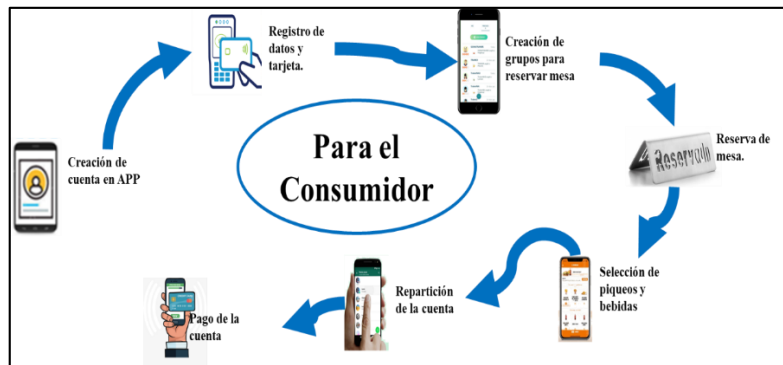 Creación de
cuenta en APP
Registro de
datos y
tarjeta.
Creación de
grupos para
reservar mesa
Reservado
Reserva de
mesa.
Selección de
piqueos y
bebidas
Repartición
de la cuenta
Pago de la
cuenta
Para el
Consumidor